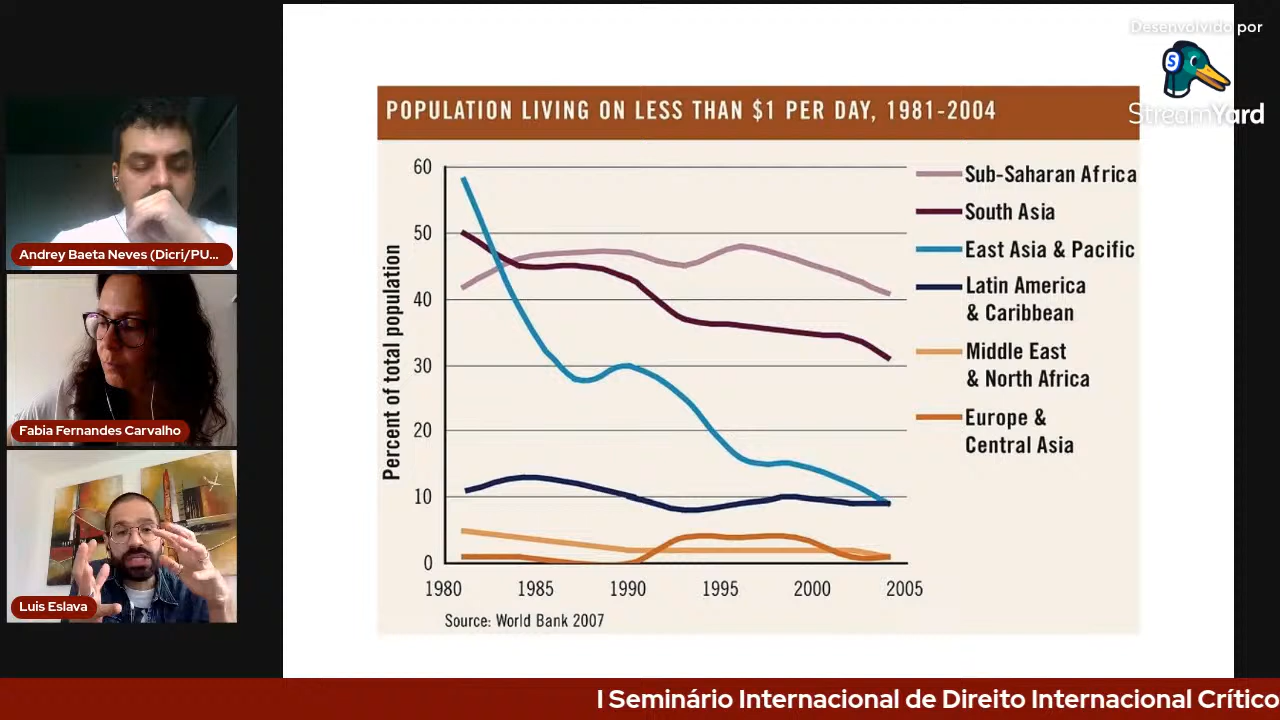 Desenvolvido por
S
StreamYard
POPULATION LIVING ON LESS THAN $1 PER DAY, 1981-2004
Percent of total population
60
50
40
30
20
10
0
1980 1985 1990 1995 2000 2005
Sub-Saharan Africa
South Asia
East Asia & Pacific
Latin America
& Caribbean
Middle East
& North Africa
Europe &
Central Asia
Source: World Bank 2007
Andrey Baeta Neves (Dicri/PU...
Fabia Fernandes Carvalho
Luis Eslava
I Seminário Internacional de Direito Internacional Crítico